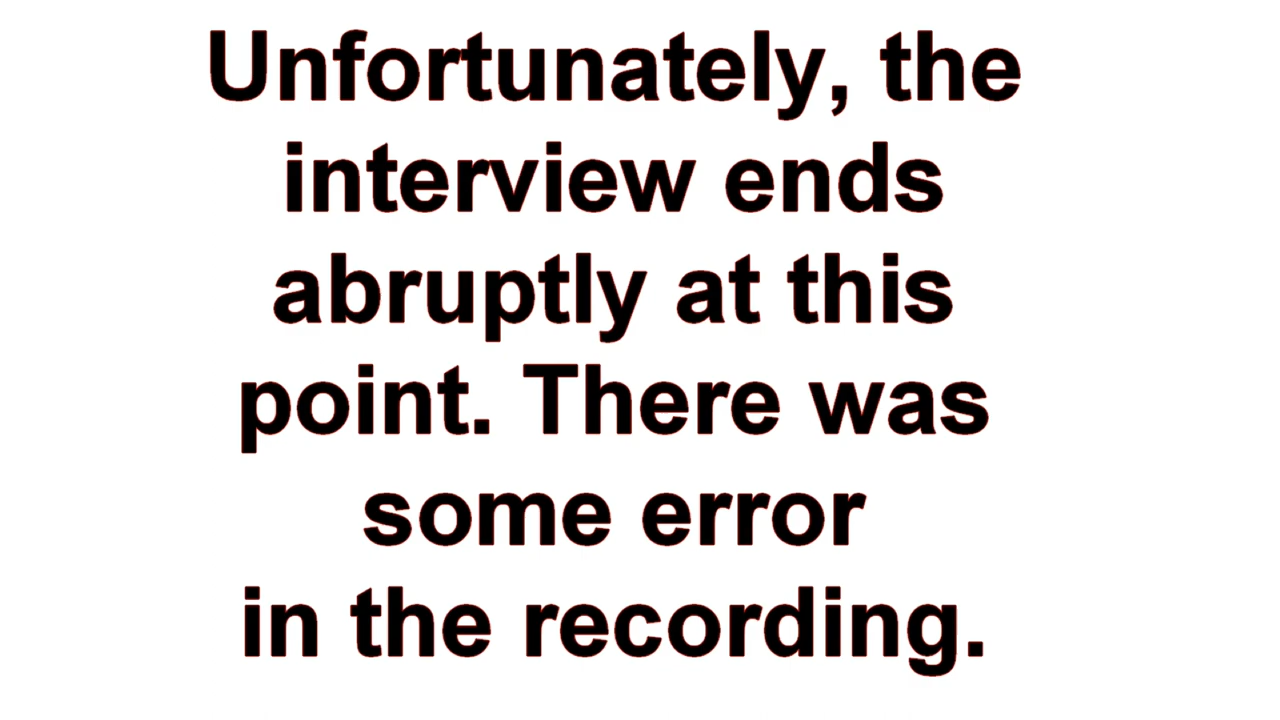 Unfortunately, the
interview ends
abruptly at this
point. There was
some error
in the recording.